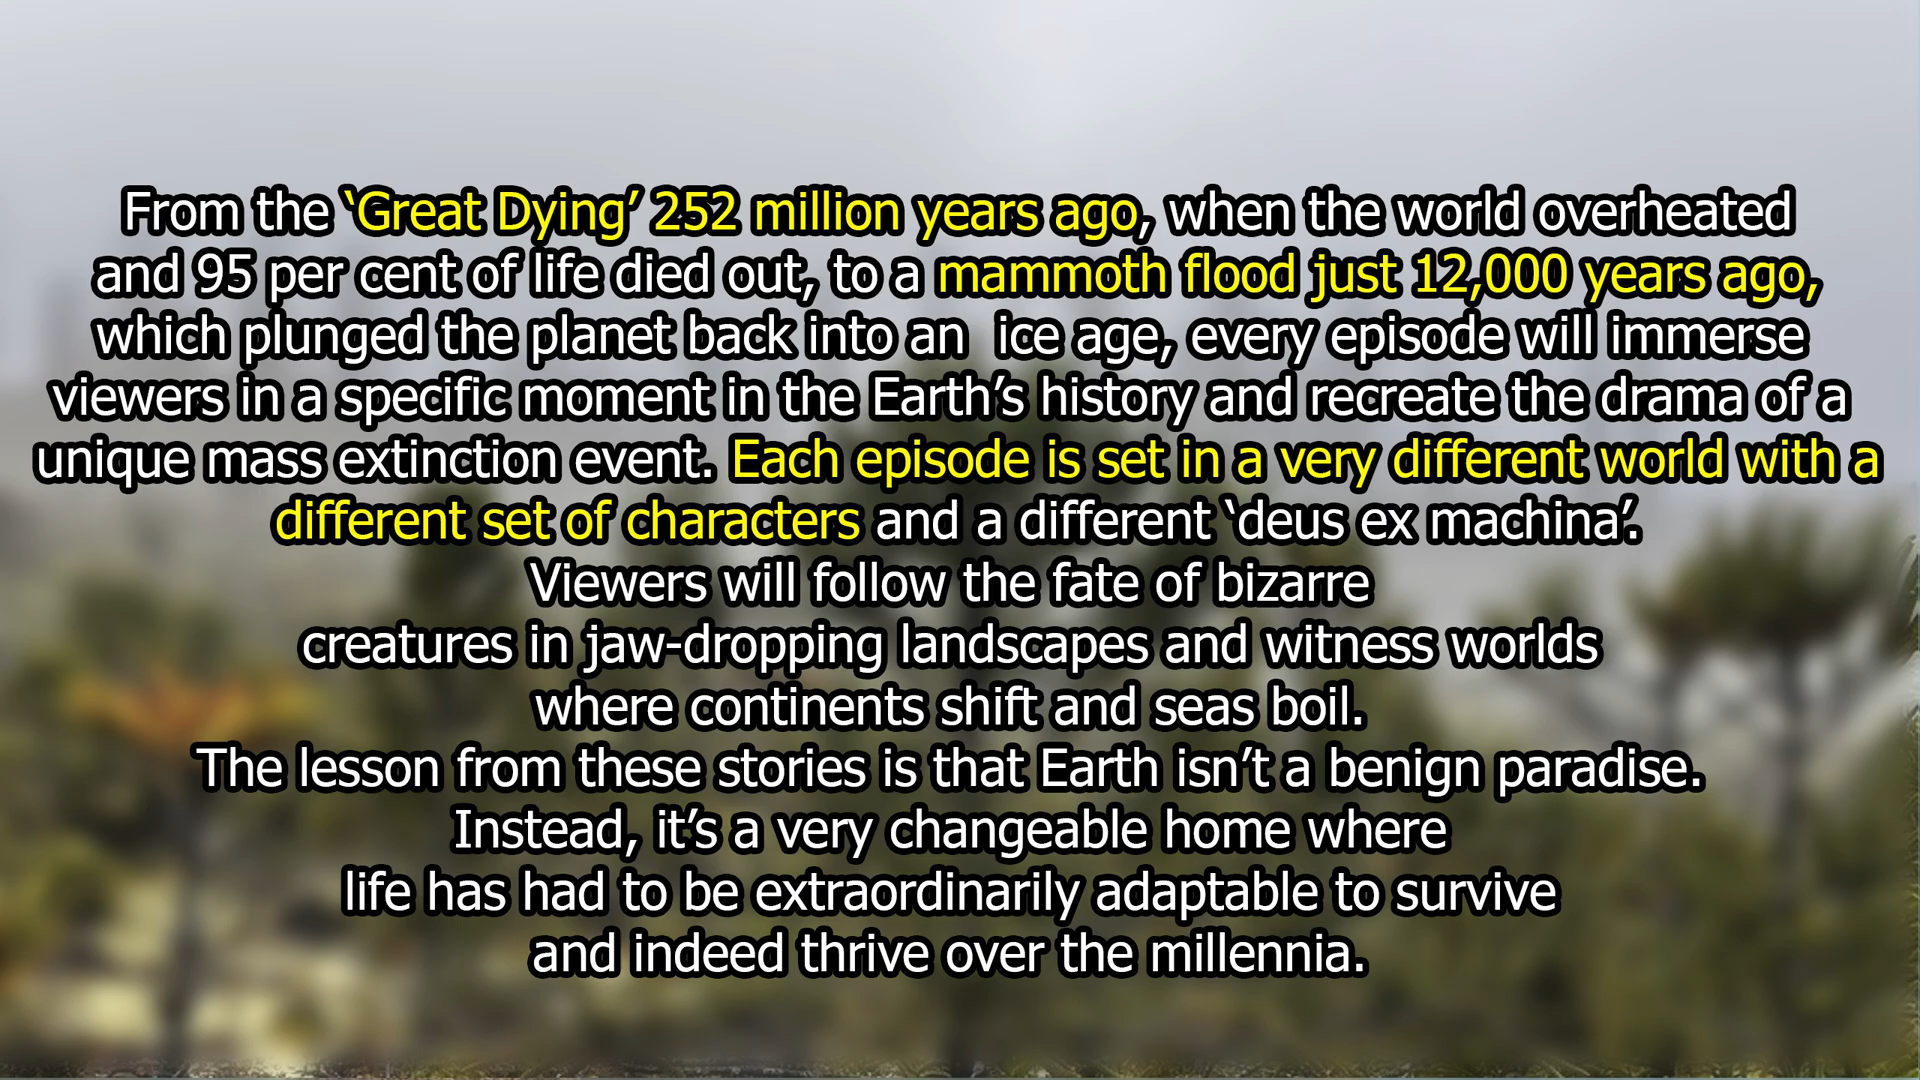 From the ‘Great Dying’ 252 million years ago, when the world overheated
and 95 per cent of life died out, to a mammoth flood just 12,000 years ago,
which plunged the planet back into an  ice age, every episode will immerse
viewers in a specific moment in the Earth’s history and recreate the drama of a
unique mass extinction event. Each episode is set in a very different world with a
different set of characters and a different ‘deus ex machina’.
Viewers will follow the fate of bizarre
creatures in jaw-dropping landscapes and witness worlds
where continents shift and seas boil.
The lesson from these stories is that Earth isn’t a benign paradise.
Instead, it’s a very changeable home where
life has had to be extraordinarily adaptable to survive
and indeed thrive over the millennia.